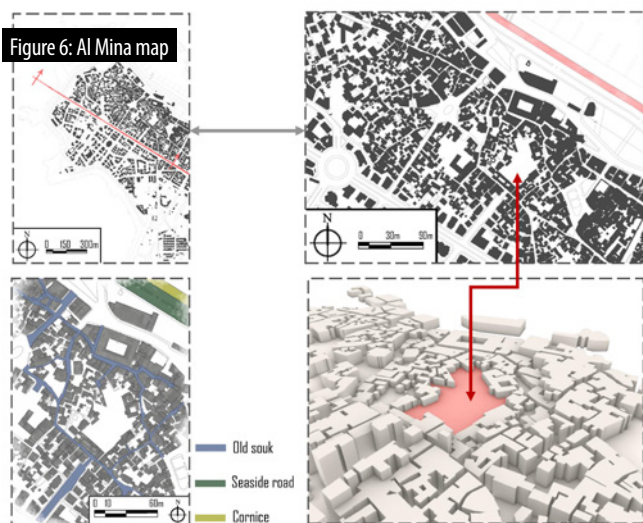 Figure 6: Al Mina map
N
0 150 300m
N
0 30m 90m
Old souk
Seaside road
Cornice
0 10 60m
N